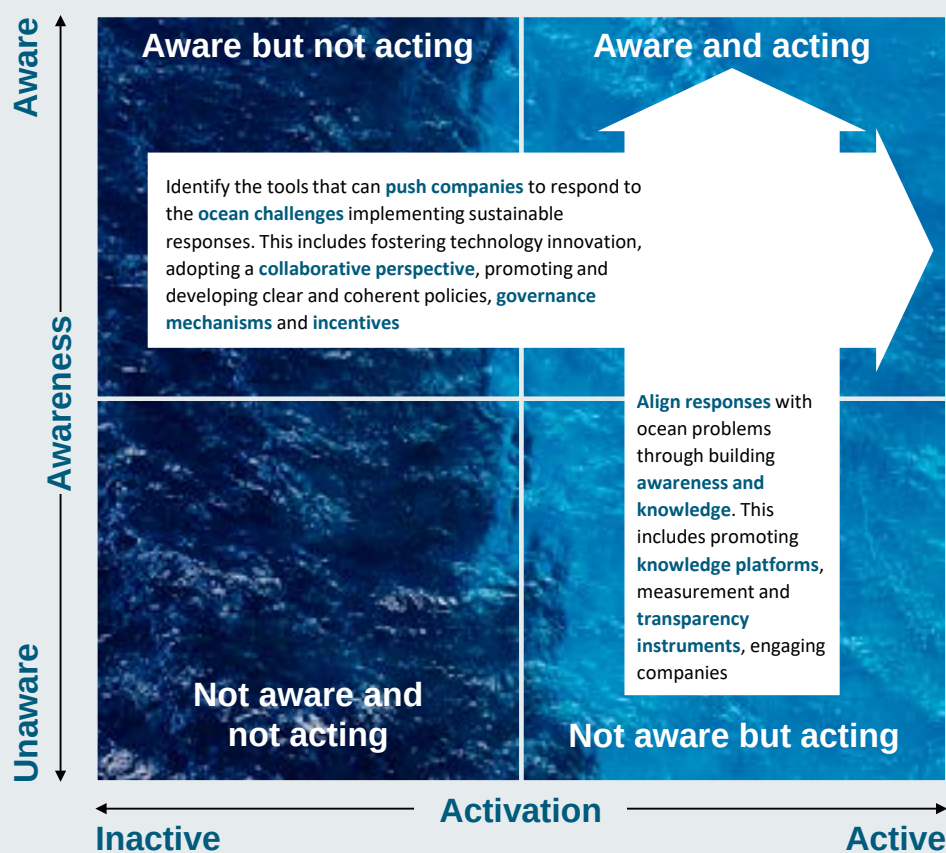 Aware
Aware but not acting
Aware and acting
Identify the tools that can push companies to respond to
the ocean challenges implementing sustainable
responses. This includes fostering technology innovation,
adopting a collaborative perspective, promoting and
developing clear and coherent policies, governance
mechanisms and incentives
Awareness
Align responses with
ocean problems
through building
awareness and
knowledge. This
includes promoting
knowledge platforms,
measurement and
transparency
instruments, engaging
companies
Unaware
Not aware and
not acting
Not aware but acting
Activation
Inactive
Active